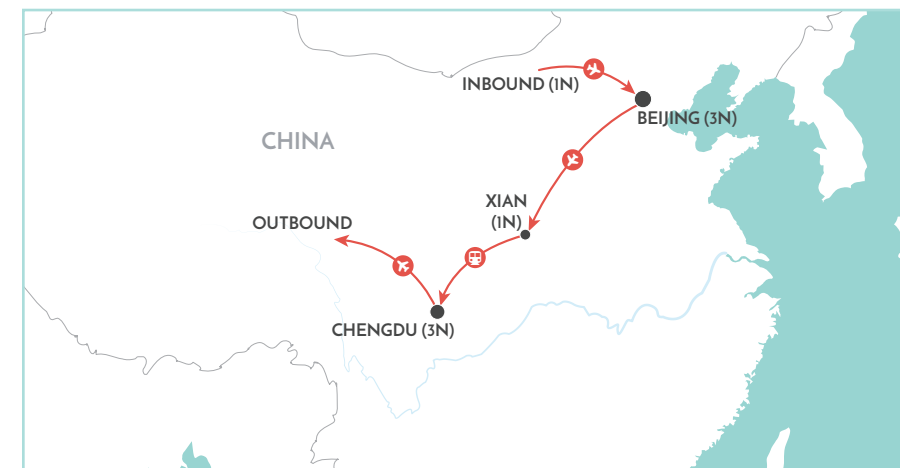 INBOUND (1N)
BEIJING (3N)
CHINA
XIAN
(1N)
OUTBOUND
CHENGDU (3N)